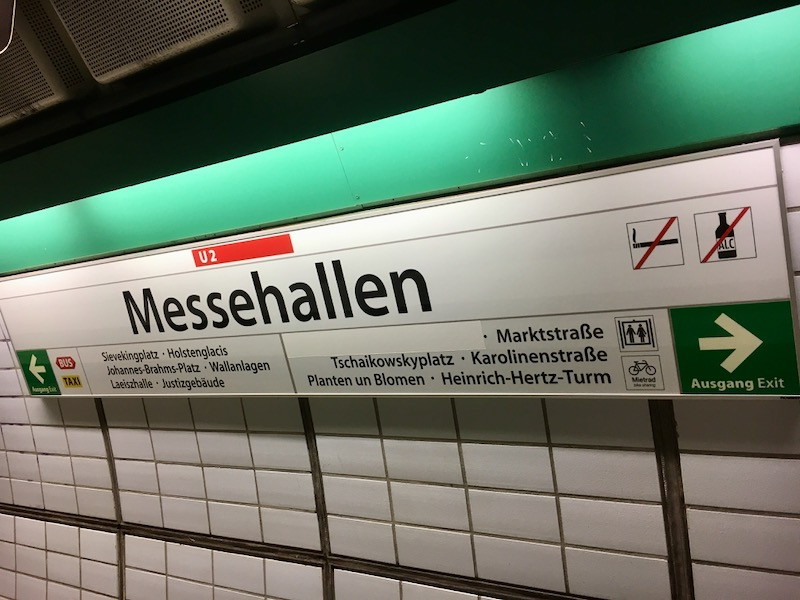 U2
Messehallen
ALC
BUS
TAXI
Sievekingplatz · Holstenglacis
Johannes-Brahms-Platz · Wallanlagen
Laeiszhalle · Justizgebäude
· Marktstraße
Tschaikowskyplatz · Karolinenstraße
Planten un Blomen · Heinrich-Hertz-Turm
Mietrad
Ausgang Exit
Ausgang Exit